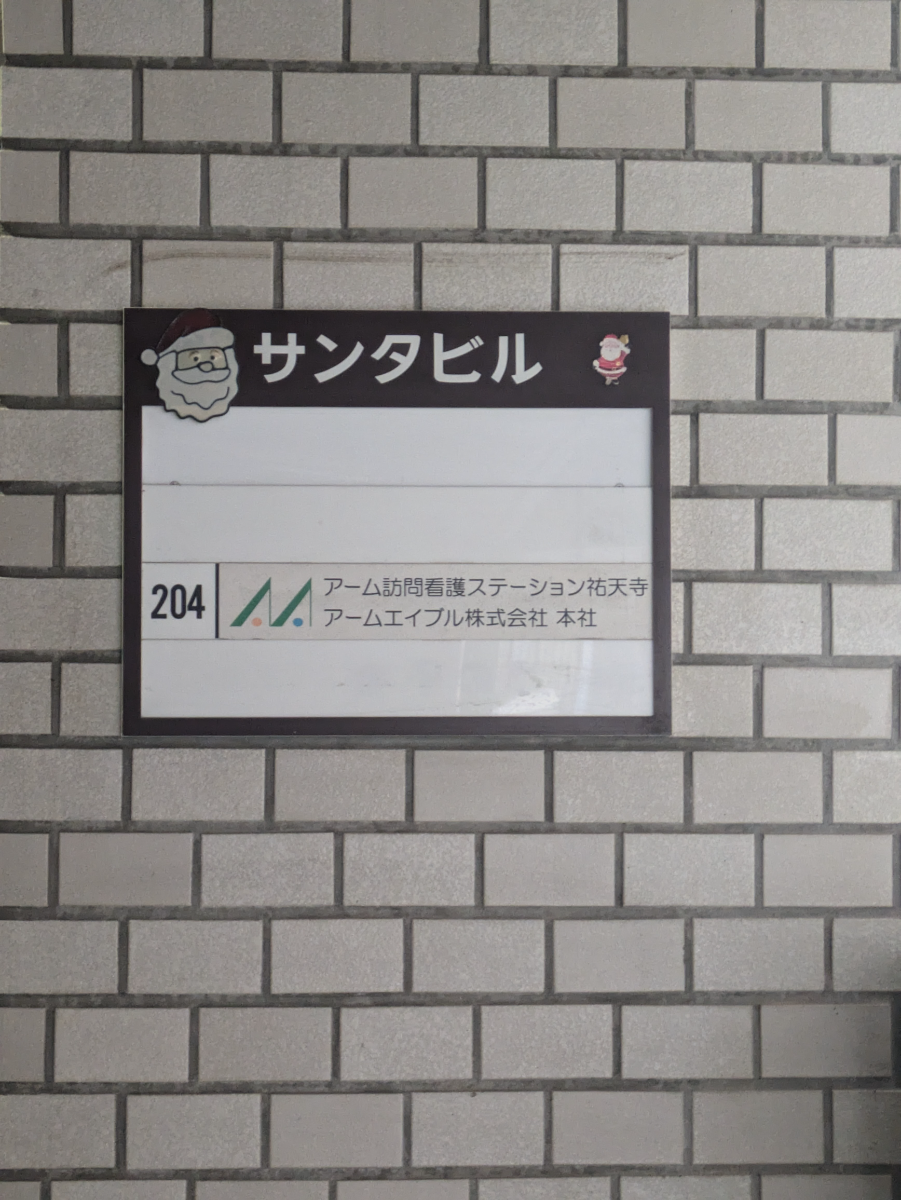 サンタビル
204
アーム訪問看護ステーション祐天寺
アームエイブル株式会社 本社